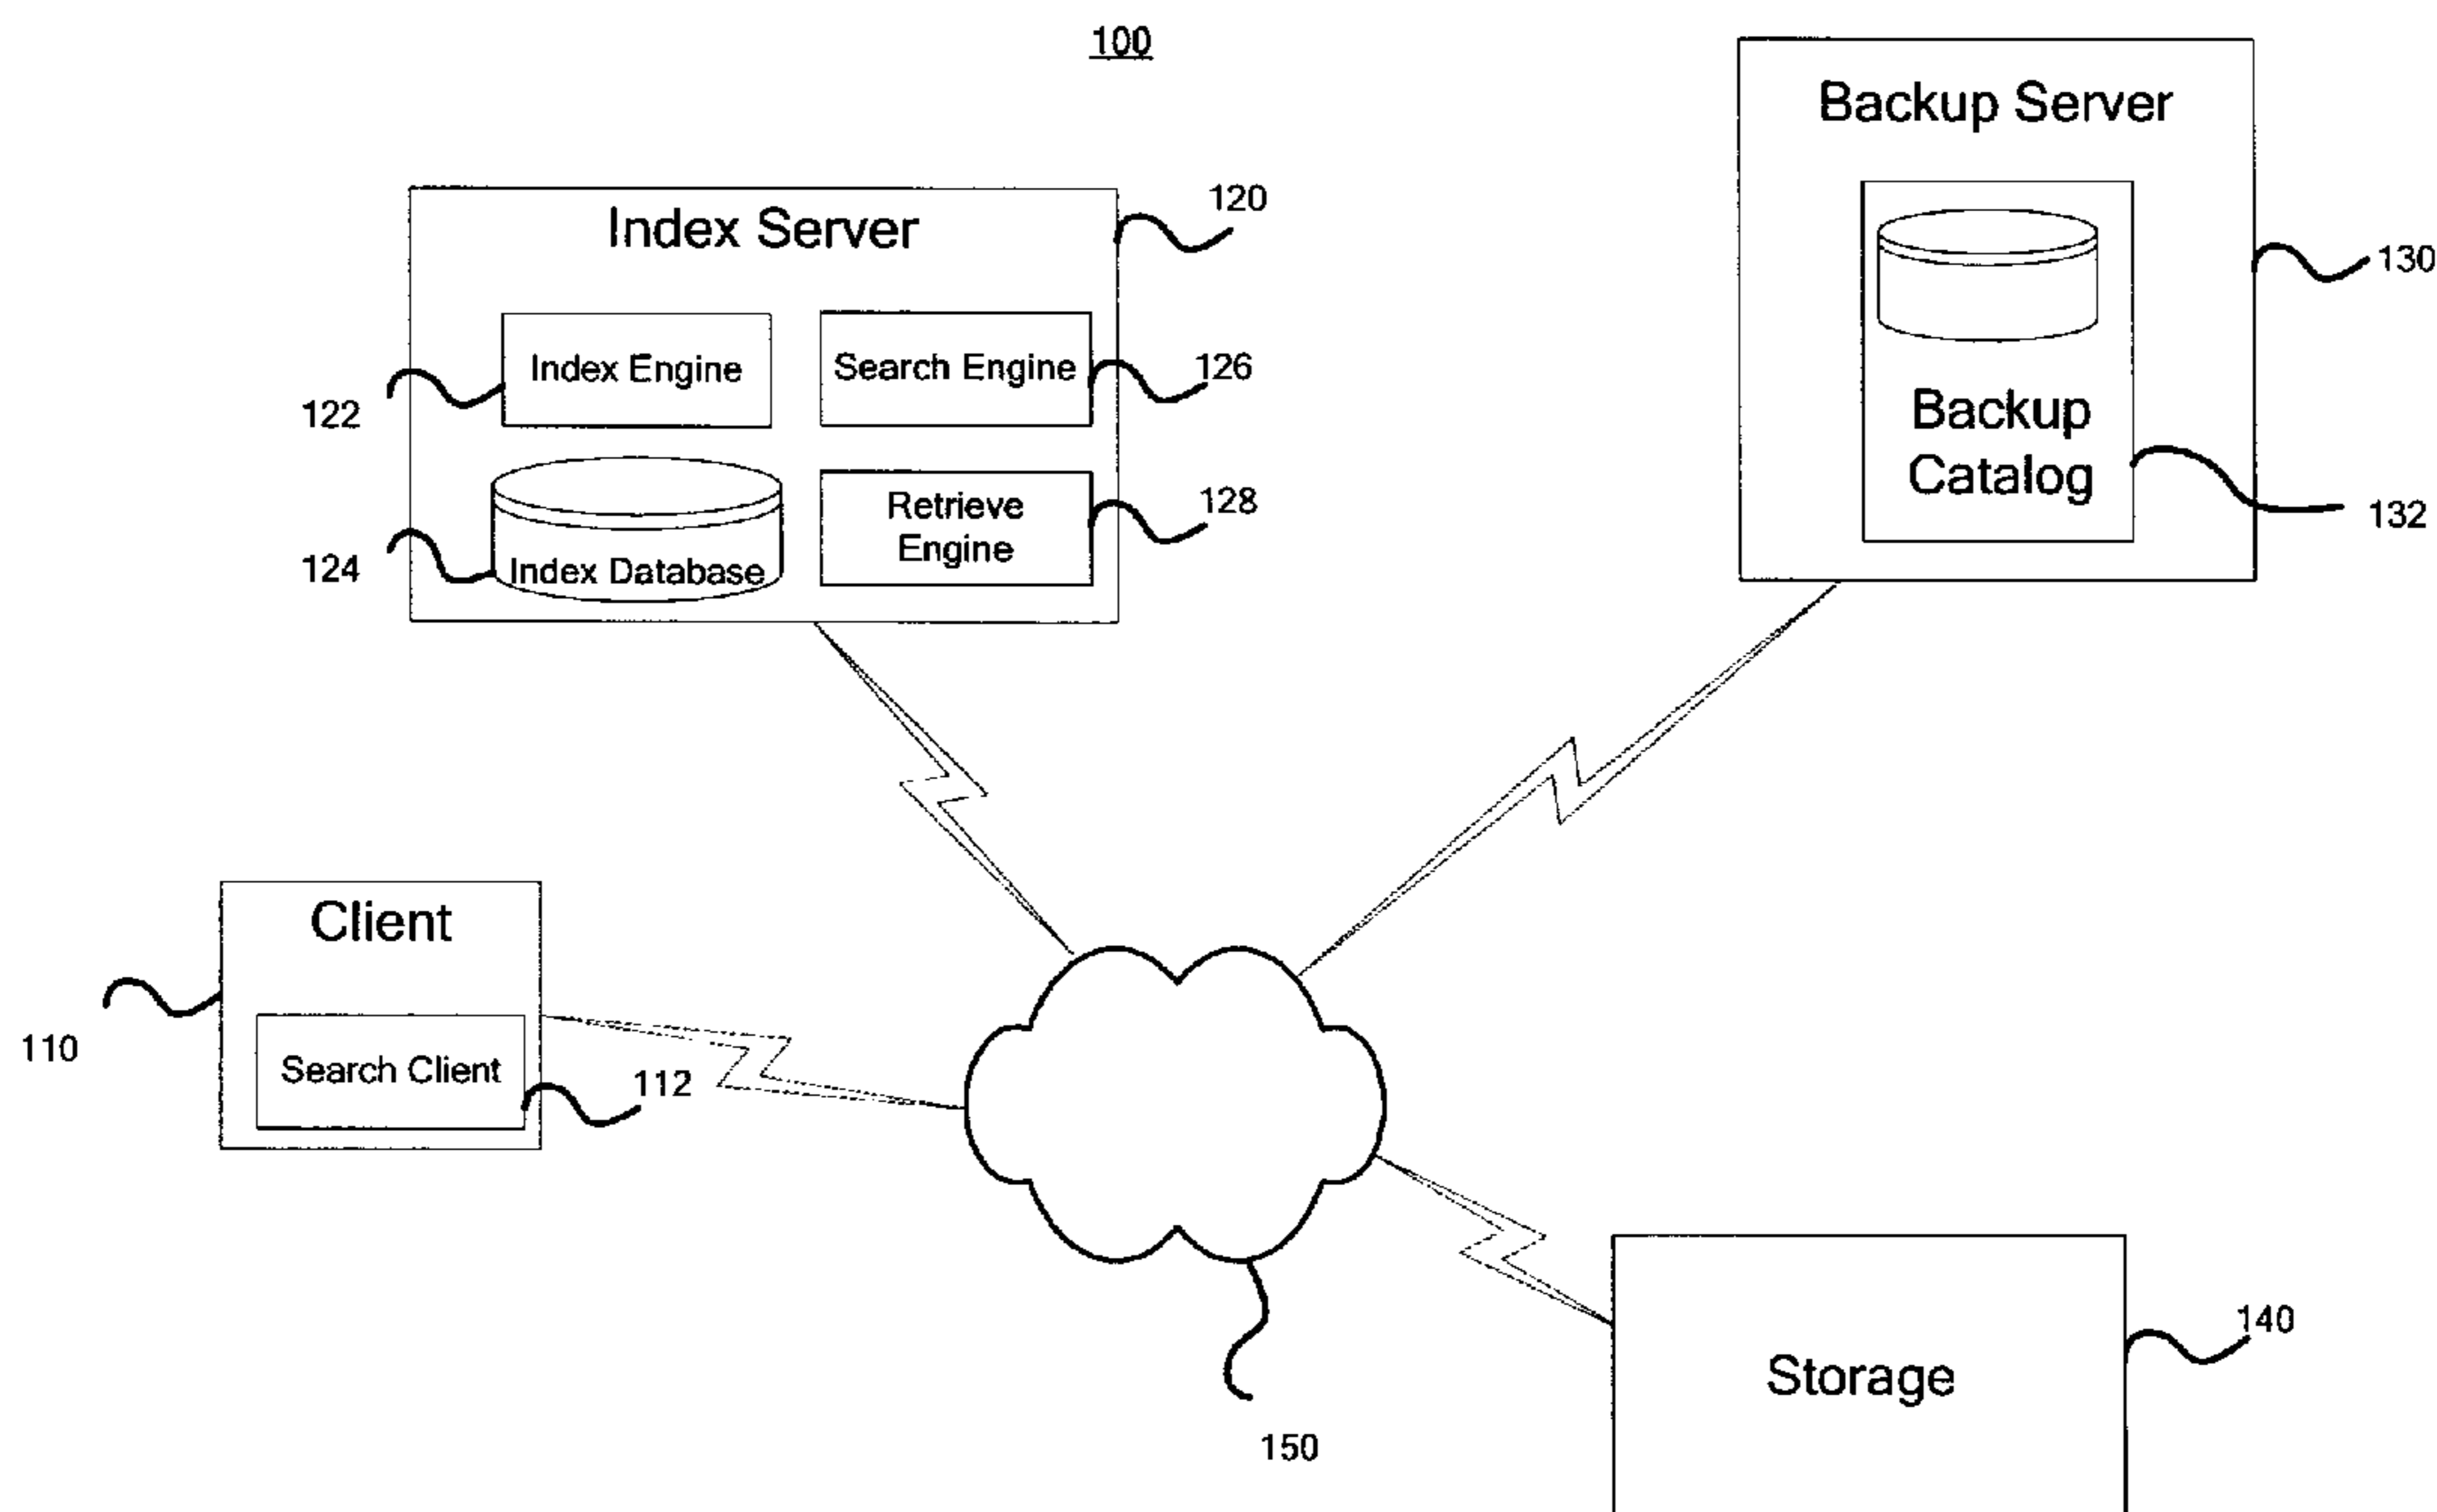 100
Backup Server
Index Server
120
130
Index Engine
Search Engine
126
122
Backup
Catalog
Retrieve
Engine
128
132
124
Index Database
Client
110
Search Client
112
140
Storage
150